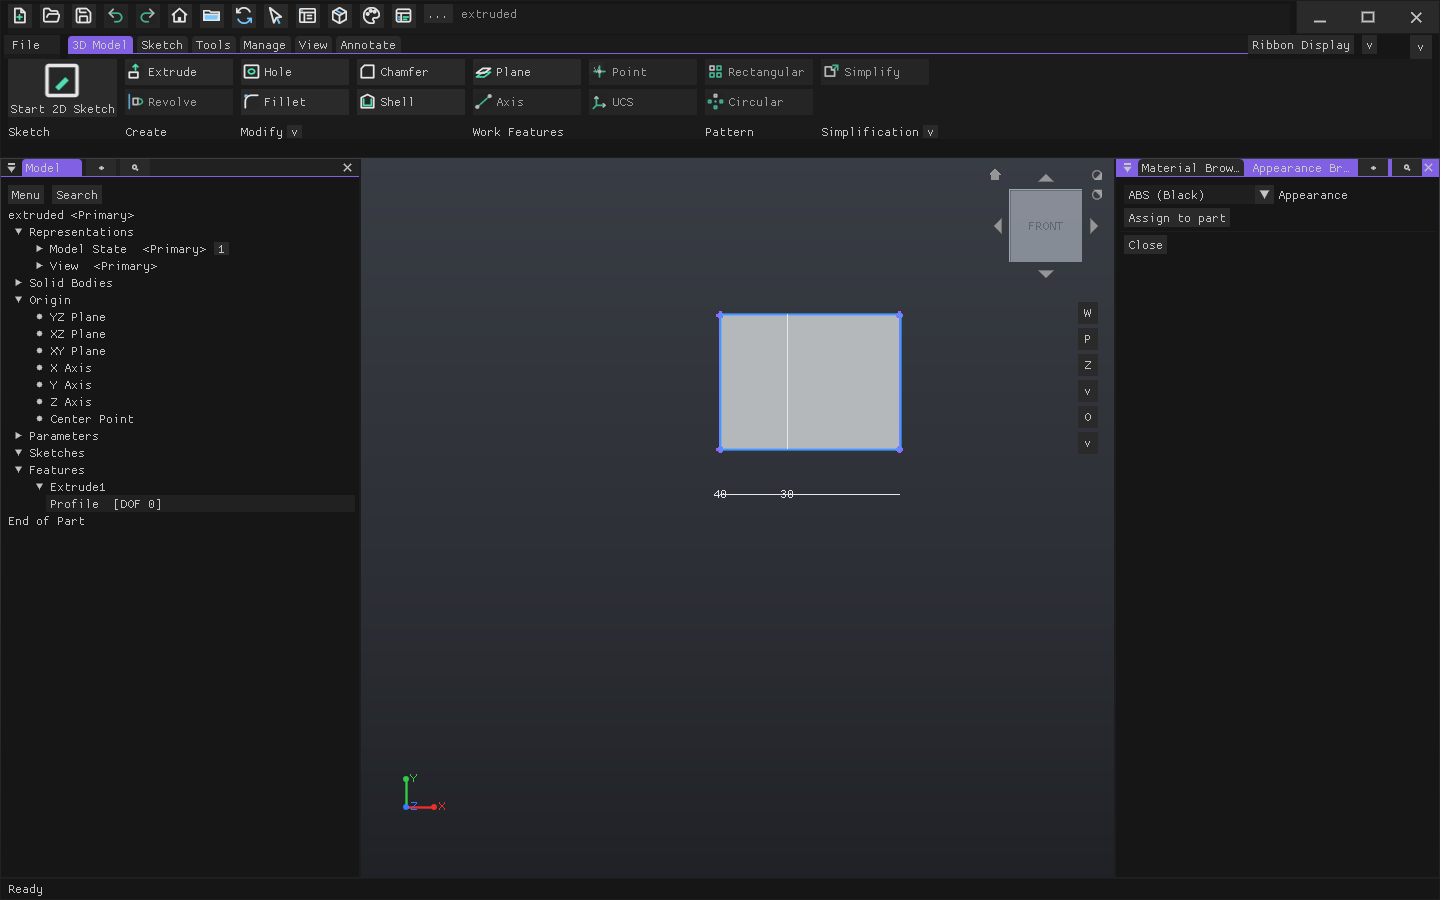 ... extruded
File 3D Model Sketch Tools Manage View Annotate Ribbon Display v v
Extrude Hole Chamfer Plane Point Rectangular Simplify
Start 2D Sketch Revolve Fillet Shell Axis UCS Circular
Sketch Create Modify v Work Features Pattern Simplification v
Model
Menu Search
extruded <Primary>
Representations
Model State <Primary> 1
View <Primary>
Solid Bodies
Origin
YZ Plane
XZ Plane
XY Plane
X Axis
Y Axis
Z Axis
Center Point
Parameters
Sketches
Features
Extrude1
Profile [DOF 0]
End of Part
FRONT
W
P
Z
v
O
v
40 30
Y
Z X
Material Brow... Appearance Br...
ABS (Black) Appearance
Assign to part
Close
Ready